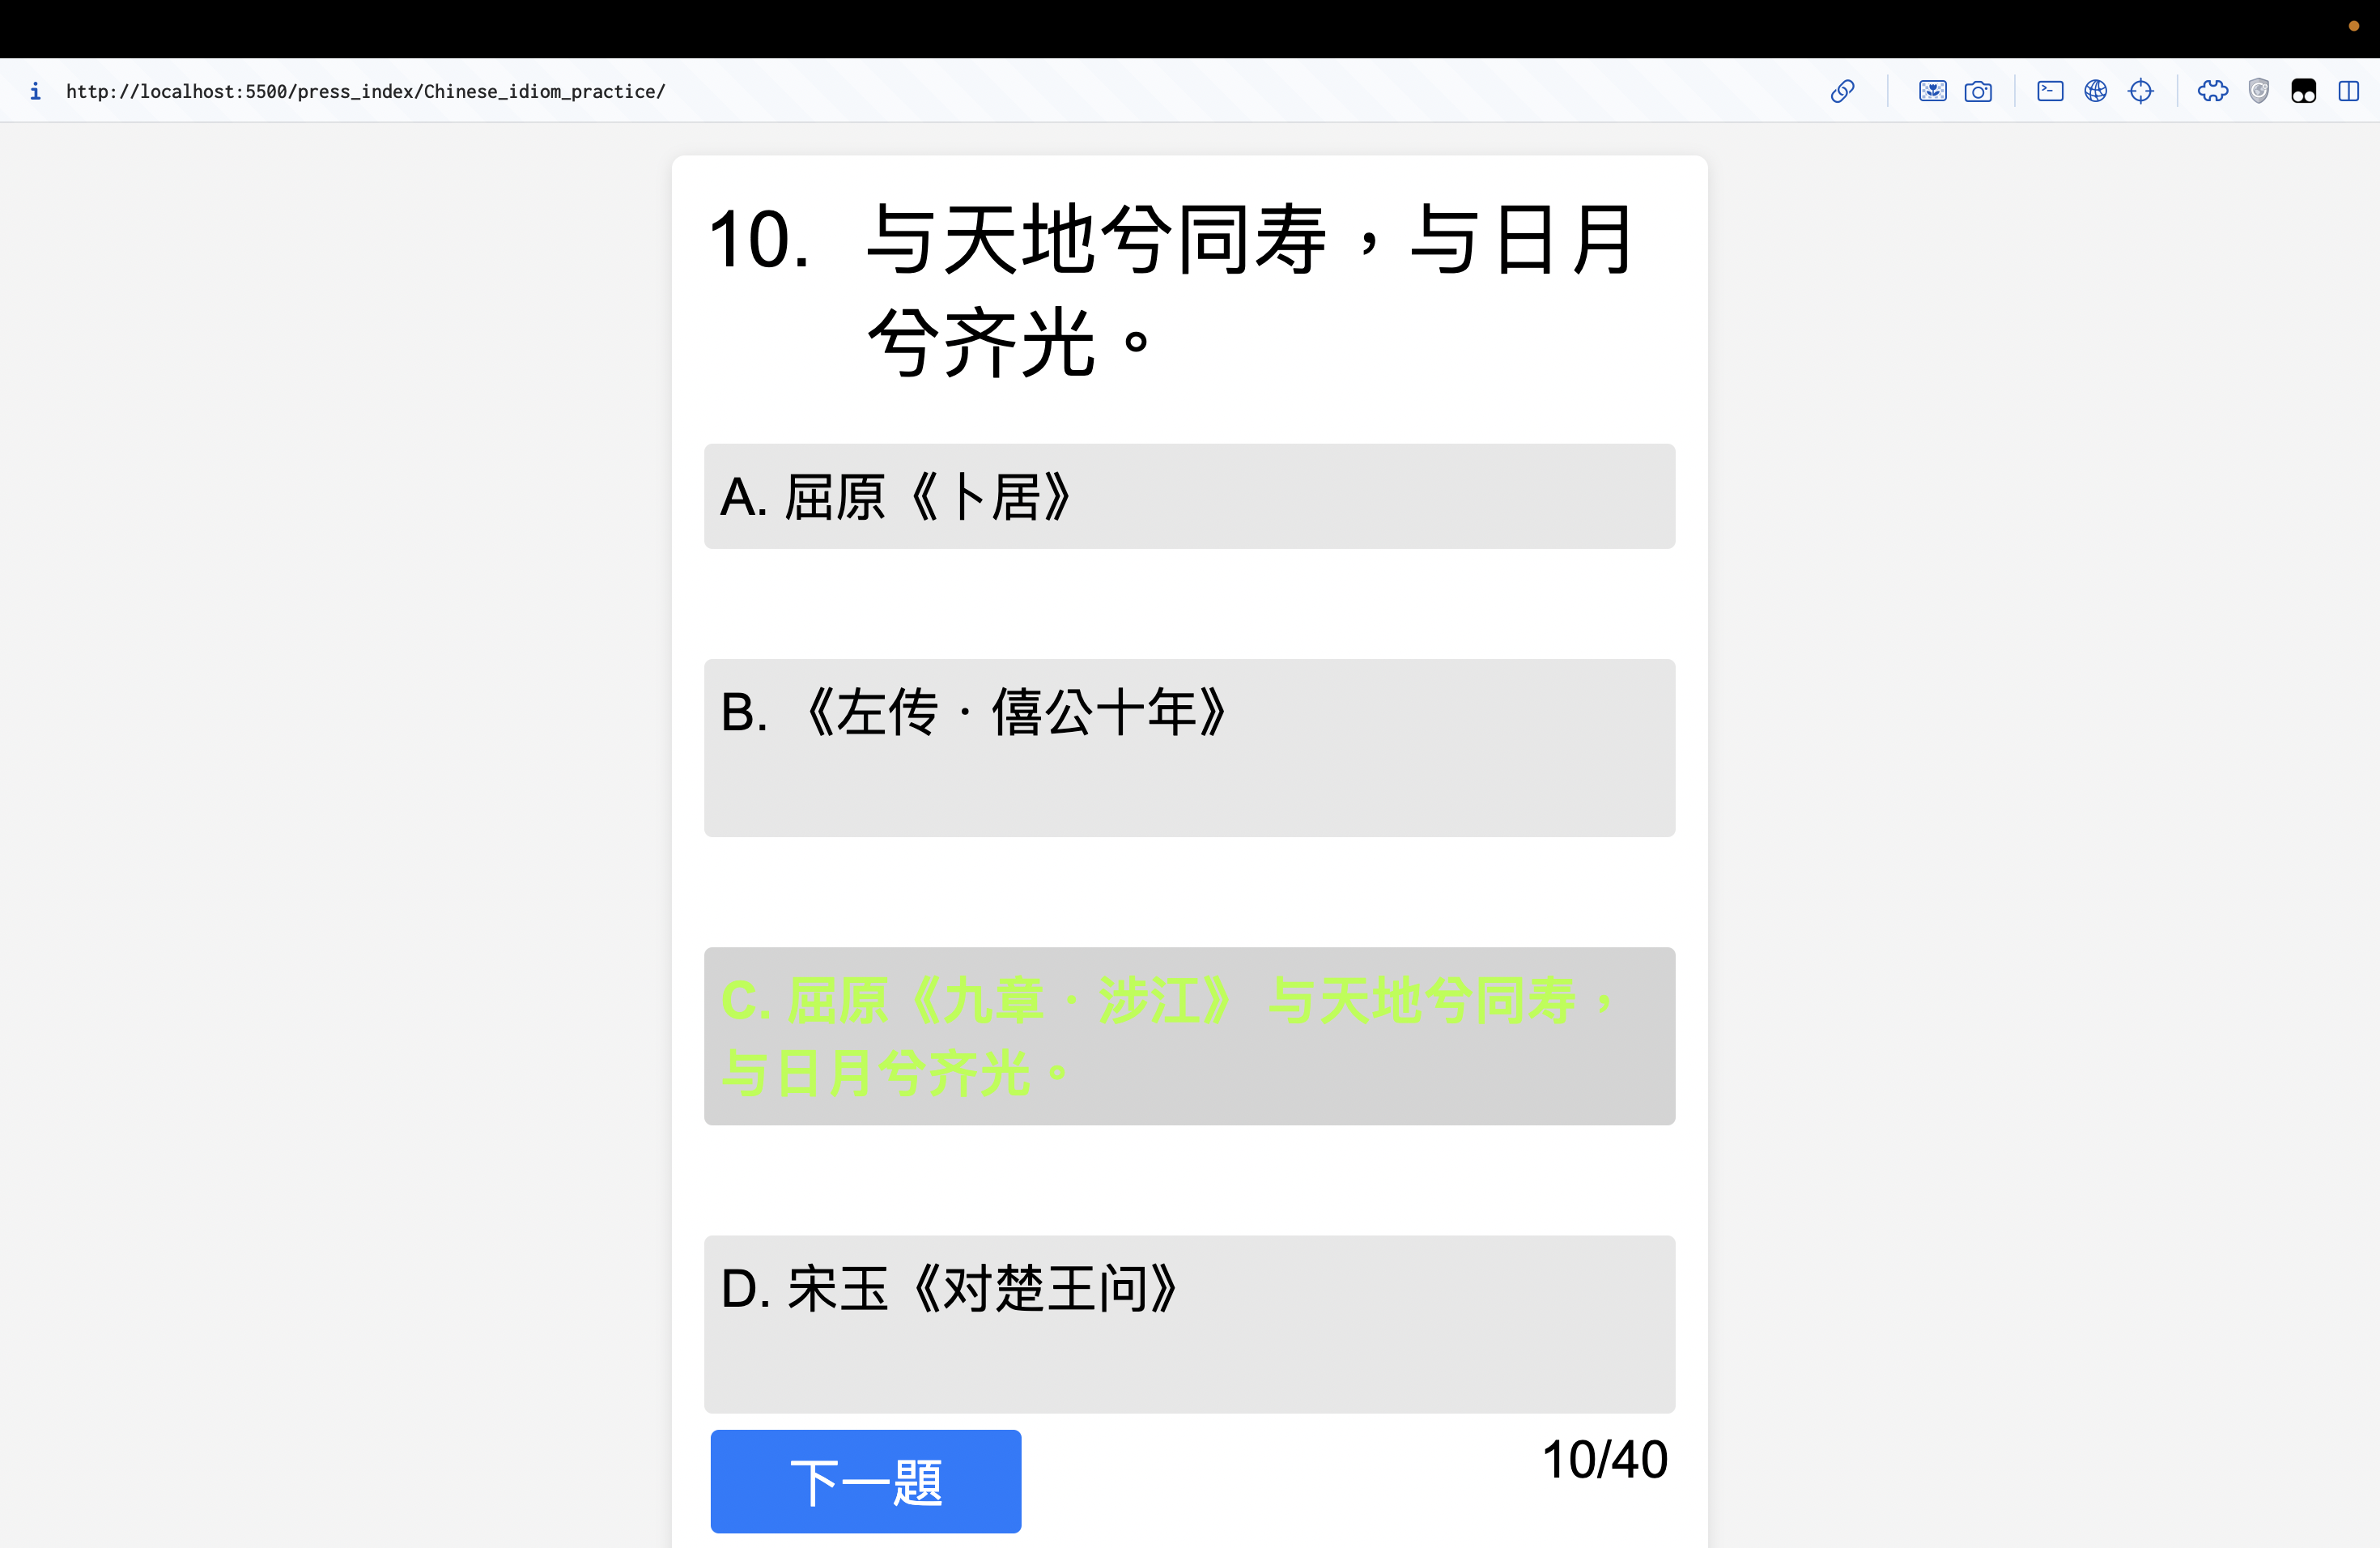 http://localhost:5500/press_index/Chinese_idiom_practice/
10. 与天地兮同寿，与日月
兮齐光。
A. 屈原《卜居》
B. 《左传·僖公十年》
C. 屈原《九章·涉江》 与天地兮同寿，
与日月兮齐光。
D. 宋玉《对楚王问》
下一題
10/40